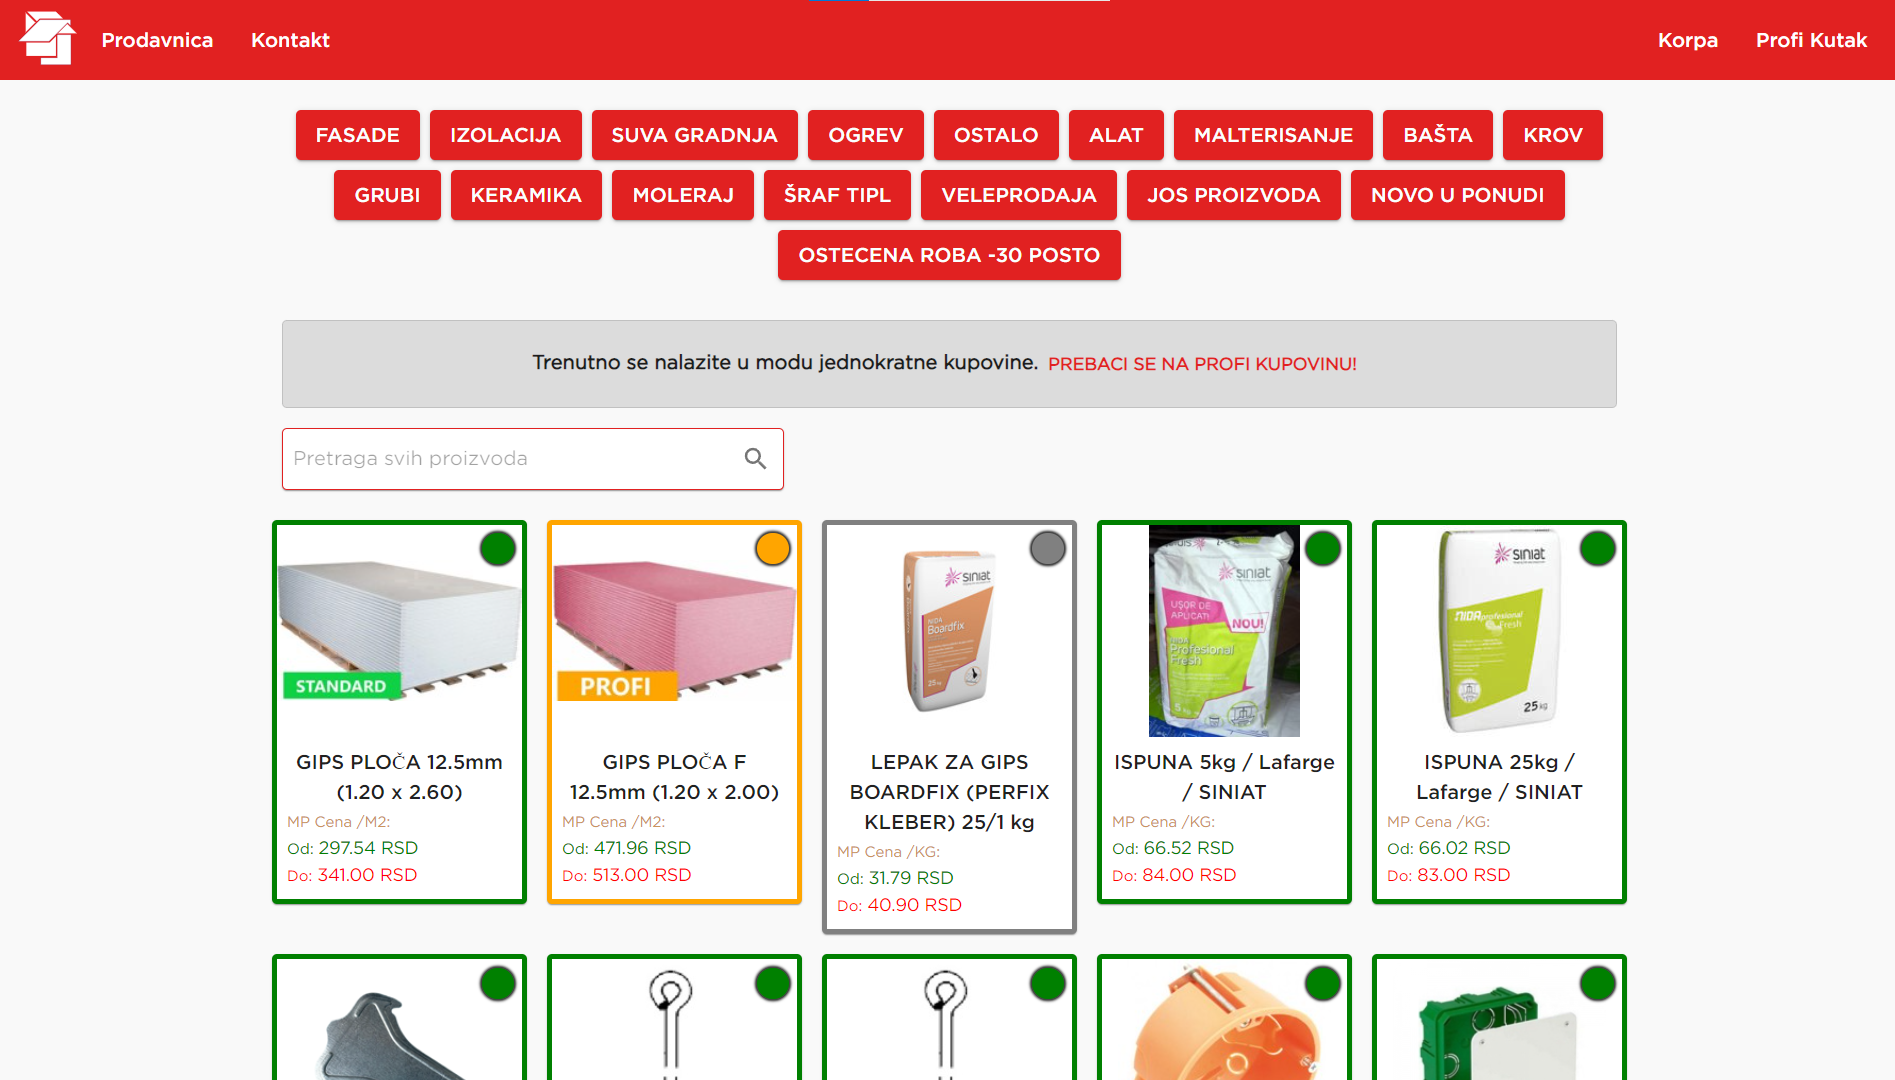 Prodavnica
Kontakt
Korpa
Profi Kutak
FASADE
IZOLACIJA
SUVA GRADNJA
OGREV
OSTALO
ALAT
MALTERISANJE
BAŠTA
KROV
GRUBI
KERAMIKA
MOLERAJ
ŠRAF TIPL
VELEPRODAJA
JOS PROIZVODA
NOVO U PONUDI
OSTECENA ROBA -30 POSTO
Trenutno se nalazite u modu jednokratne kupovine. PREBACI SE NA PROFI KUPOVINU!
Pretraga svih proizvoda
STANDARD
GIPS PLOČA 12.5mm
(1.20 x 2.60)
MP Cena /M2:
Od: 297.54 RSD
Do: 341.00 RSD
PROFI
GIPS PLOČA F
12.5mm (1.20 x 2.00)
MP Cena /M2:
Od: 471.96 RSD
Do: 513.00 RSD
siniat
NIDA
Boardfix
25 kg
LEPAK ZA GIPS
BOARDFIX (PERFIX
KLEBER) 25/1 kg
MP Cena /KG:
Od: 31.79 RSD
Do: 40.90 RSD
siniat
UȘOR DE
APLICAT!
NOU!
NIDA
Profesional
Fresh
5 kg
ISPUNA 5kg / Lafarge
/ SINIAT
MP Cena /KG:
Od: 66.52 RSD
Do: 84.00 RSD
siniat
NIDA profesional
Fresh
25 kg
ISPUNA 25kg /
Lafarge / SINIAT
MP Cena /KG:
Od: 66.02 RSD
Do: 83.00 RSD